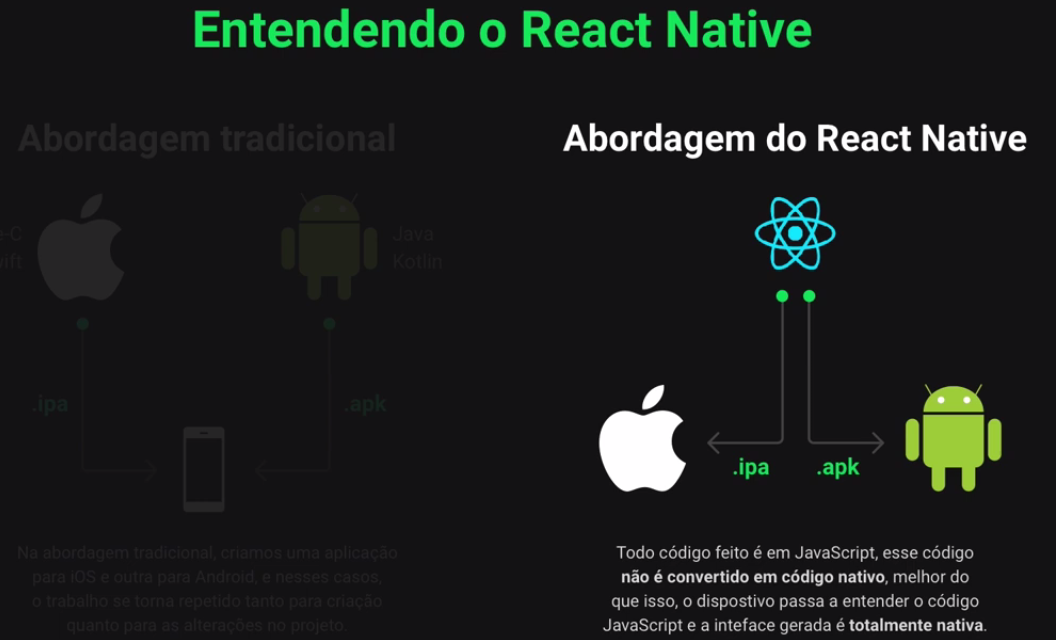 Entendendo o React Native
Abordagem tradicional
e-C
ift
Java
Kotlin
.ipa
.apk
Na abordagem tradicional, criamos uma aplicação
para iOS e outra para Android, e nesses casos,
o trabalho se torna repetido tanto para criação
quanto para as alterações no projeto.
Abordagem do React Native
.ipa
.apk
Todo código feito é em JavaScript, esse código
não é convertido em código nativo, melhor do
que isso, o dispostivo passa a entender o código
JavaScript e a inteface gerada é totalmente nativa.